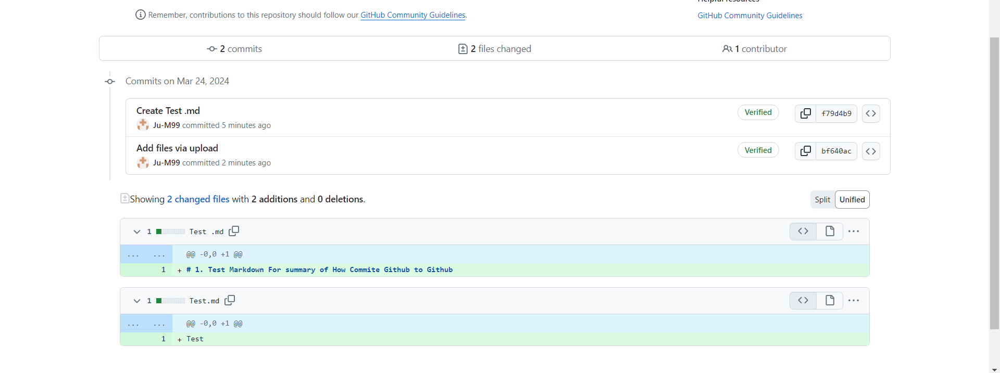 Helpful resources
Remember, contributions to this repository should follow our GitHub Community Guidelines.
GitHub Community Guidelines
2 commits
2 files changed
1 contributor
Commits on Mar 24, 2024
Create Test .md
Ju-M99 committed 5 minutes ago
Verified
f79d4b9
Add files via upload
Ju-M99 committed 2 minutes ago
Verified
bf640ac
Showing 2 changed files with 2 additions and 0 deletions.
Split Unified
1 Test .md
... ... @@ -0,0 +1 @@
1 + # 1. Test Markdown For summary of How Commite Github to Github
1 Test.md
... ... @@ -0,0 +1 @@
1 + Test